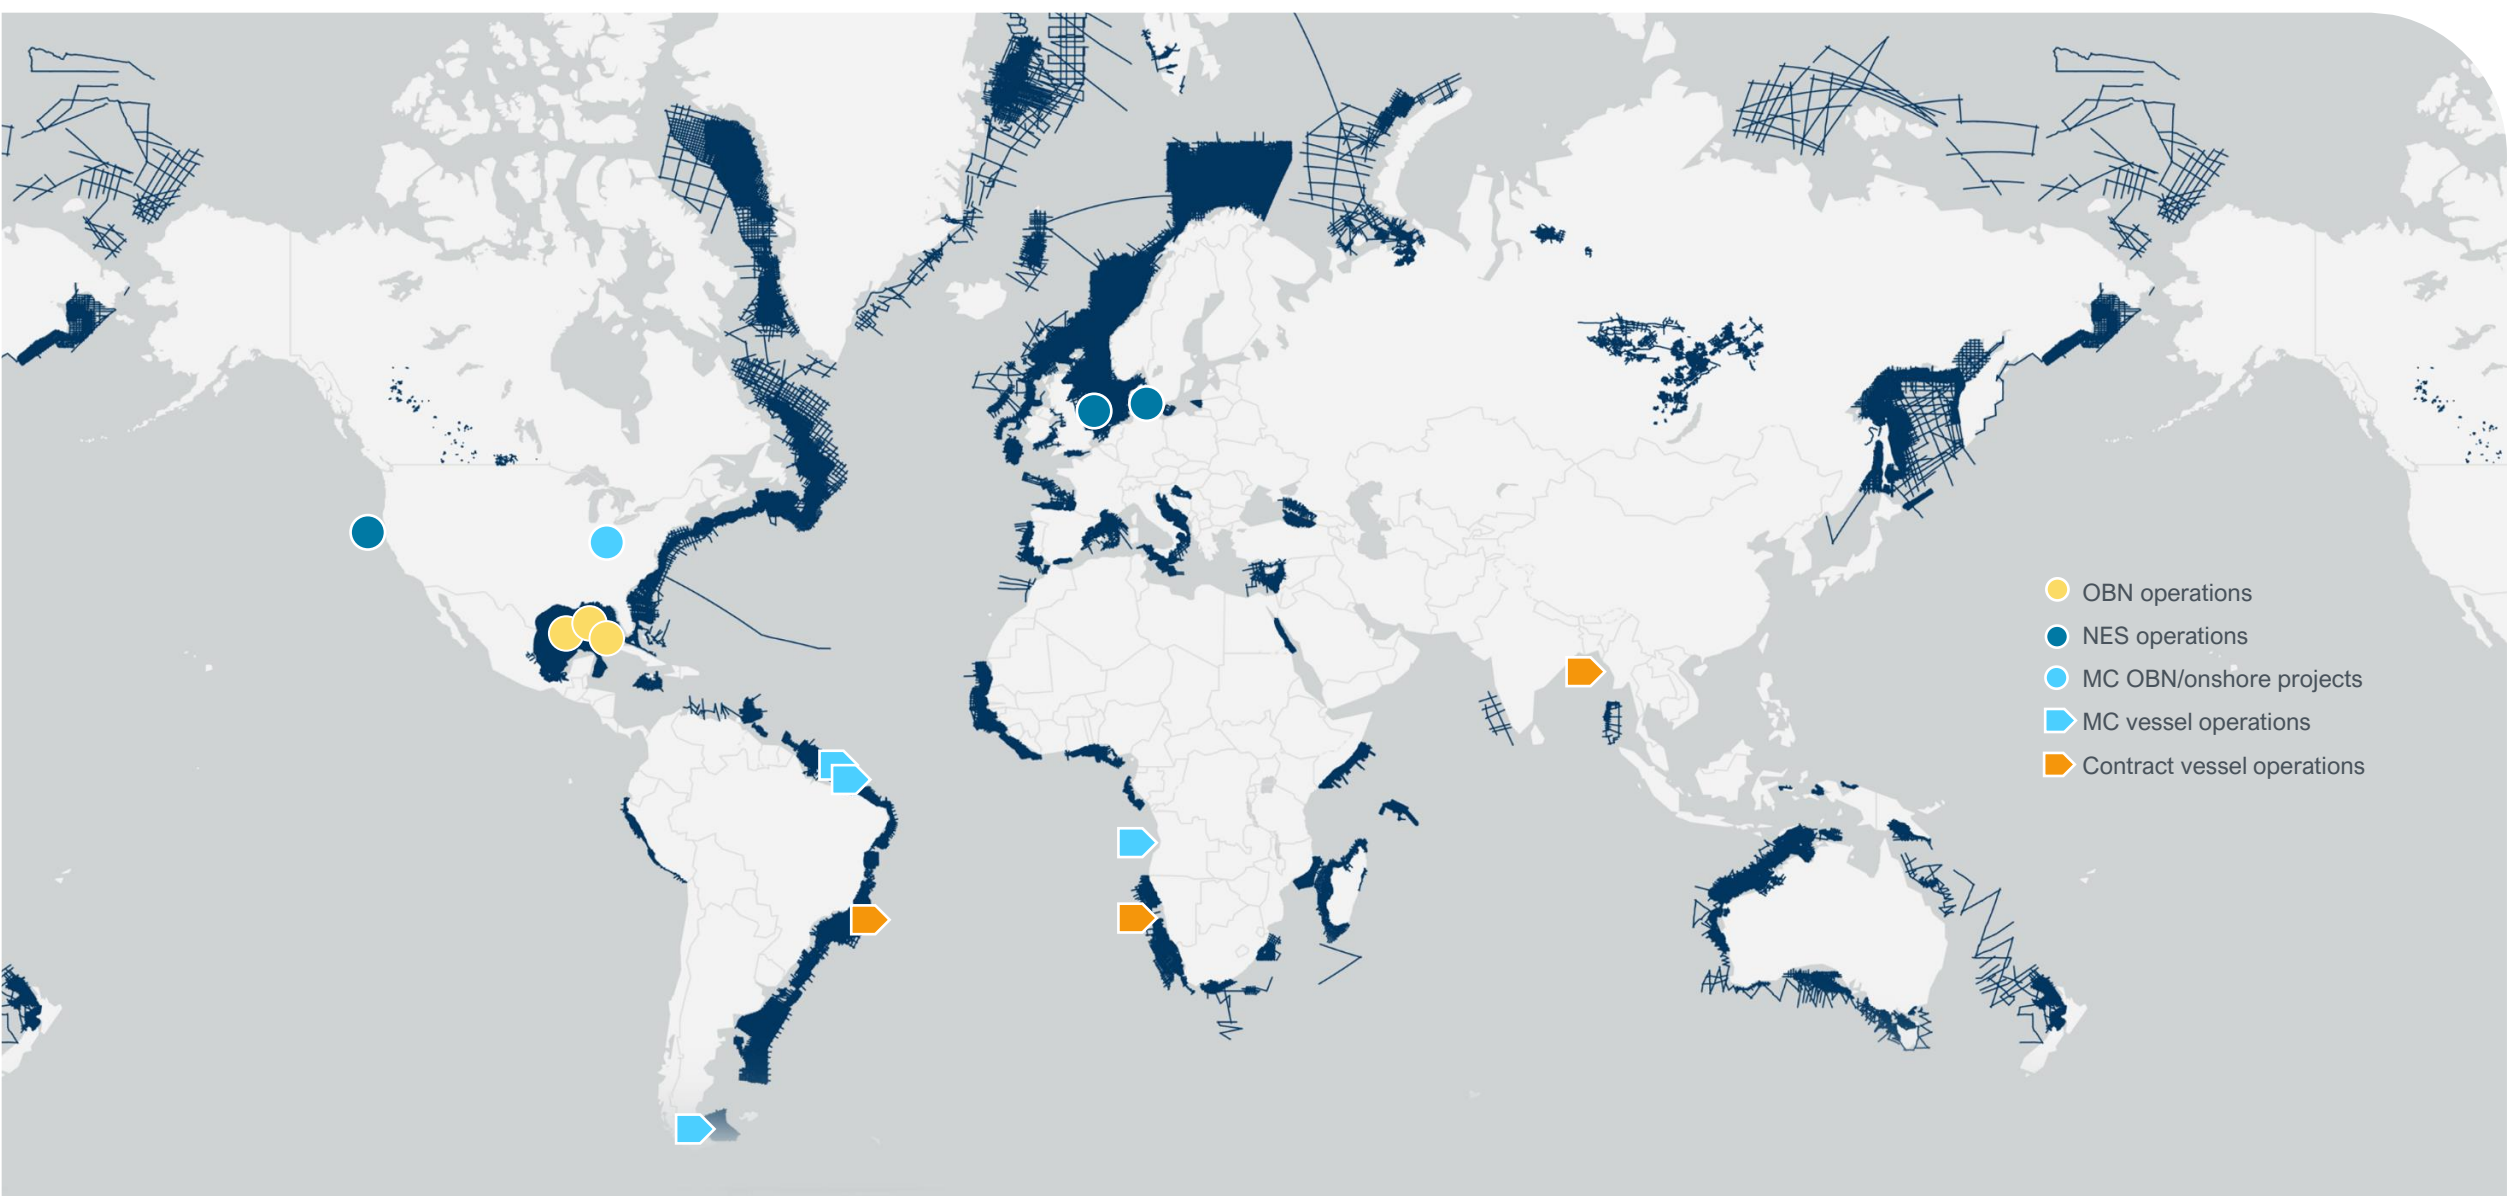 OBN operations
NES operations
MC OBN/onshore projects
MC vessel operations
Contract vessel operations